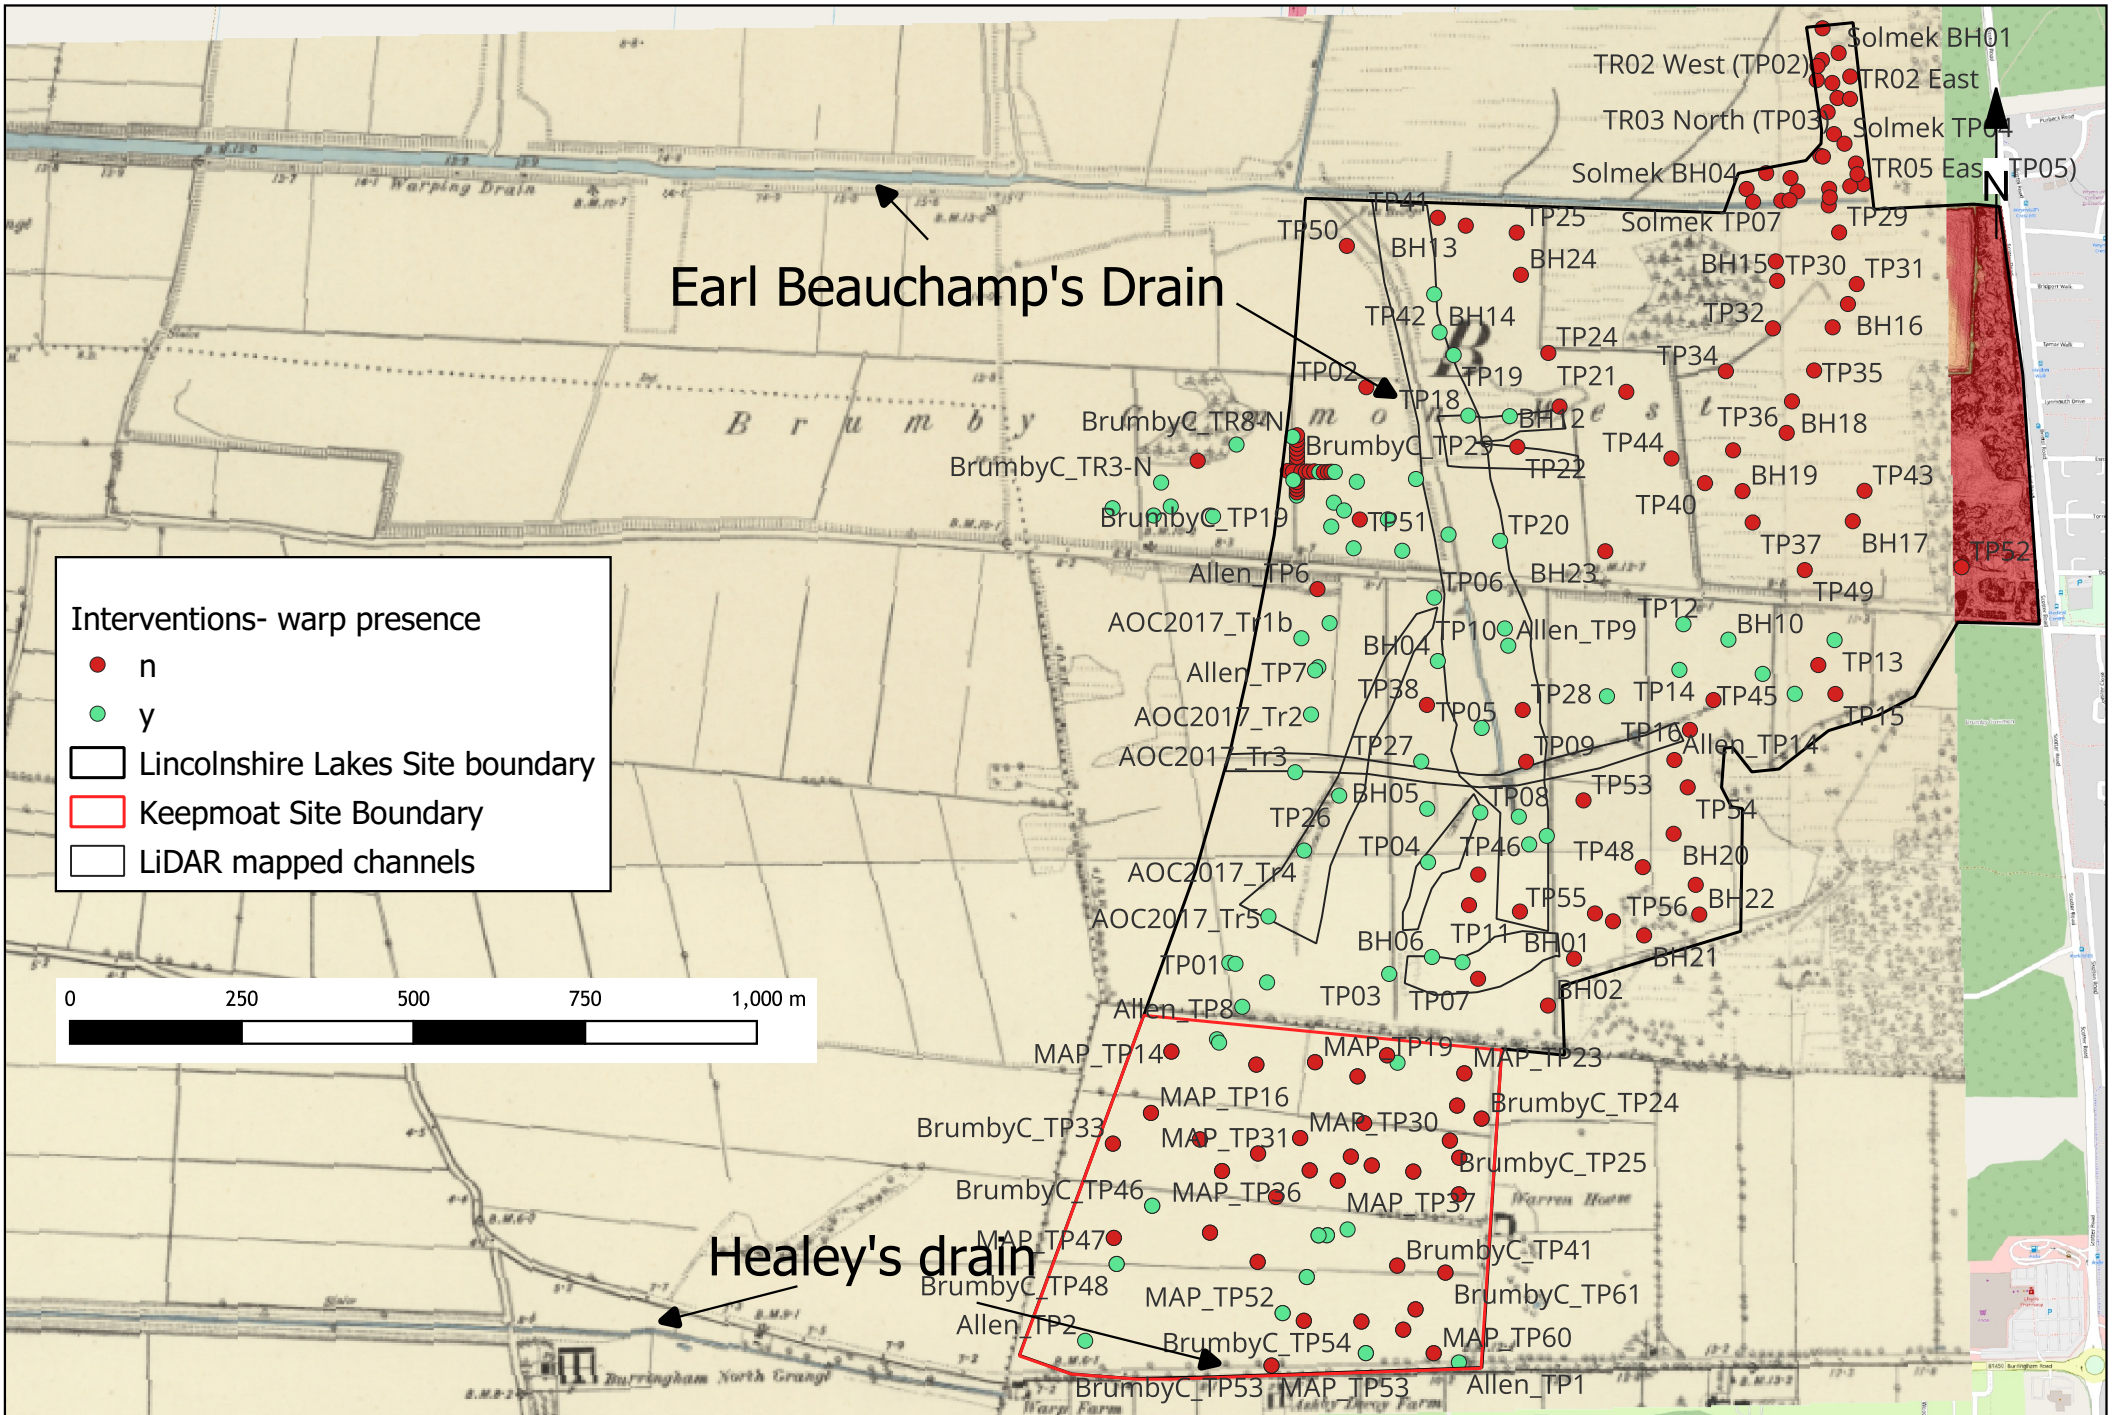 Solmek BH01
TR02 West (TP02)
TR02 East
TR03 North (TP03)
Solmek TP04
Solmek BH04
TR05 Eas
TP05)
N
Solmek TP07
TP29
TP41
TP25
TP50
BH13
BH24
BH15
TP30
TP31
Warping Drain
Earl Beauchamp's Drain
TP42
BH14
TP32
BH16
B
TP24
TP34
TP35
TP02
TP19
TP21
TP18
BH12
TP36
BH18
Brumby
BrumbyC_TR8-N
BrumbyC_TP29
TP44
BrumbyC_TR3-N
TP22
BH19
TP43
TP40
BrumbyC_TP19
TP51
TP20
TP37
BH17
TP52
Allen_TP6
TP06
BH23
TP49
TP12
AOC2017_Tr1b
TP10
Allen_TP9
BH10
BH04
TP13
Allen_TP7
TP38
TP28
TP14
TP45
AOC2017_Tr2
TP05
TP15
AOC2017_Tr3
TP27
TP09
TP16
Allen_TP14
BH05
TP08
TP53
TP54
TP26
TP04
TP46
TP48
BH20
AOC2017_Tr4
AOC2017_Tr5
TP55
TP56
BH22
BH06
TP11
BH01
TP01
BH21
TP03
TP07
BH02
Allen_TP8
Interventions- warp presence
n
y
Lincolnshire Lakes Site boundary
Keepmoat Site Boundary
LiDAR mapped channels
0 250 500 750 1,000 m
MAP_TP14
MAP_TP19
MAP_TP23
MAP_TP16
BrumbyC_TP24
BrumbyC_TP33
MAP_TP31
MAP_TP30
BrumbyC_TP25
BrumbyC_TP46
MAP_TP36
MAP_TP37
Warren House
MAP_TP47
Healey's drain
BrumbyC_TP41
BrumbyC_TP48
MAP_TP52
BrumbyC_TP61
Allen_TP2
BrumbyC_TP54
MAP_TP60
Burringham North Grange
BrumbyC_TP53
MAP_TP53
Allen_TP1
Warp Farm